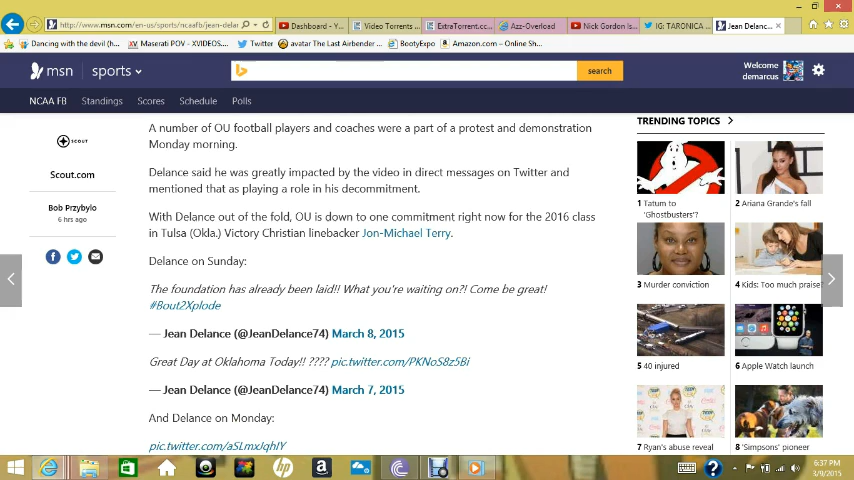 http://www.msn.com/en-us/sports/ncaafb/jean-delar
Dashboard - Y...
Video Torrents ...
ExtraTorrent.cc...
Azz-Overload
Nick Gordon Is...
IG: TARONICA ...
Jean Delanc...
Dancing with the devil (h...
Maserati POV - XVIDEOS....
Twitter
avatar The Last Airbender ...
BootyExpo
Amazon.com – Online Sh...
msn
sports
search
Welcome
demarcus
NCAA FB
Standings
Scores
Schedule
Polls
SCOUT
Scout.com
Bob Przybylo
6 hrs ago
A number of OU football players and coaches were a part of a protest and demonstration
Monday morning.
Delance said he was greatly impacted by the video in direct messages on Twitter and
mentioned that as playing a role in his decommitment.
With Delance out of the fold, OU is down to one commitment right now for the 2016 class
in Tulsa (Okla.) Victory Christian linebacker Jon-Michael Terry.
Delance on Sunday:
The foundation has already been laid!! What you're waiting on?! Come be great!
#Bout2Xplode
— Jean Delance (@JeanDelance74) March 8, 2015
Great Day at Oklahoma Today!! ???? pic.twitter.com/PKNoS8z5Bi
— Jean Delance (@JeanDelance74) March 7, 2015
And Delance on Monday:
pic.twitter.com/aSLmxJqhIY
TRENDING TOPICS
1 Tatum to
'Ghostbusters'?
2 Ariana Grande's fall
3 Murder conviction
4 Kids: Too much praise?
5 40 injured
6 Apple Watch launch
7 Ryan's abuse reveal
8 'Simpsons' pioneer
6:37 PM
3/9/2015